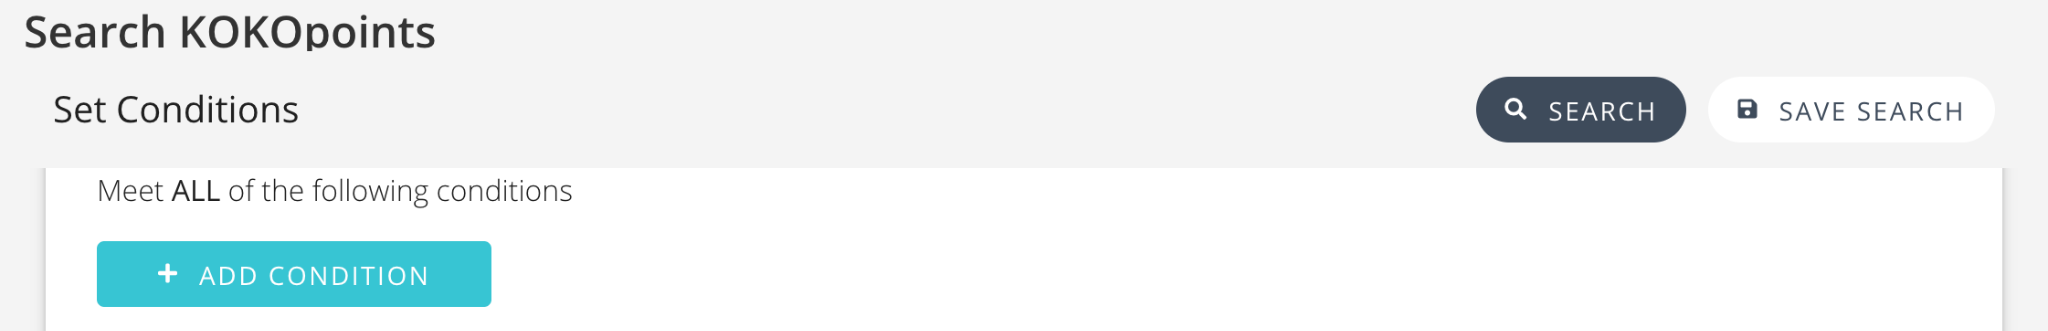 Search KOKOpoints
Set Conditions
SEARCH
SAVE SEARCH
Meet ALL of the following conditions
ADD CONDITION